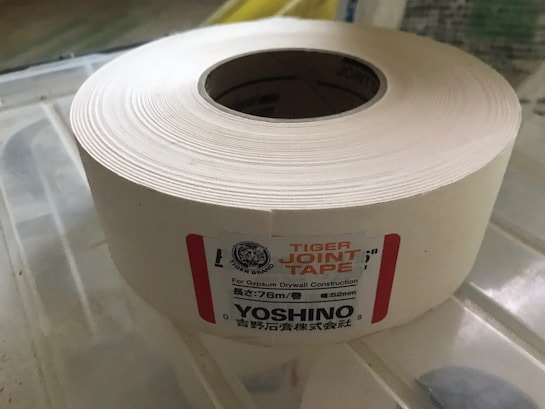 JOINT
TIGER
JOINT
TAPE
TIGER BRAND
For Gypsum Drywall Construction
長さ:76m/巻 幅:52mm
YOSHINO
吉野石膏株式会社